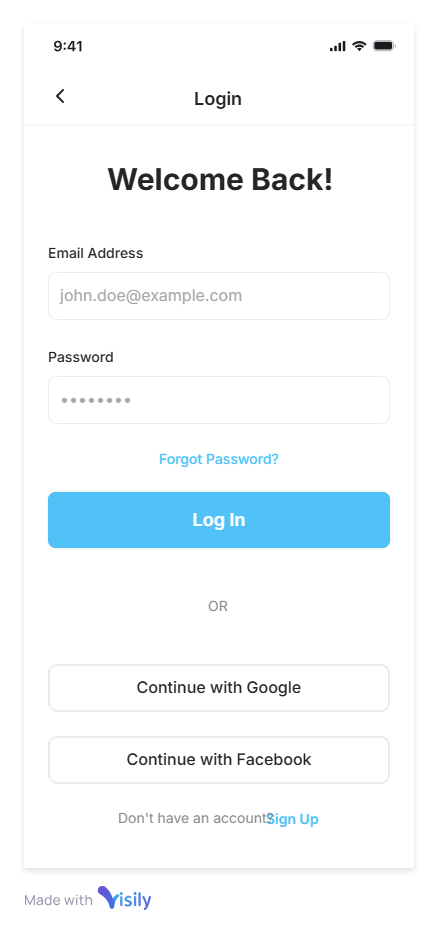 9:41
Login
Welcome Back!
Email Address
john.doe@example.com
Password
••••••••
Forgot Password?
Log In
OR
Continue with Google
Continue with Facebook
Don't have an account? Sign Up
Made with Visily